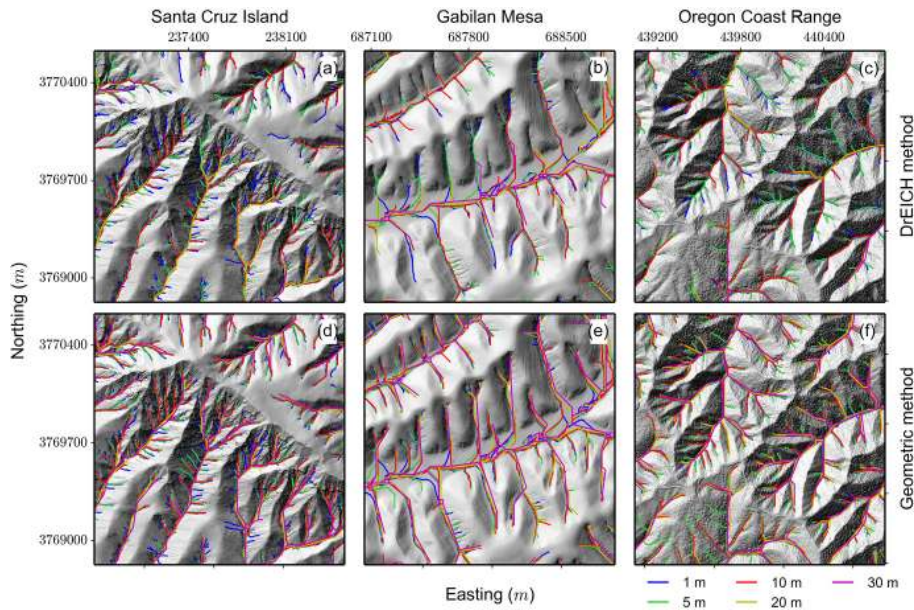 Santa Cruz Island Gabilan Mesa Oregon Coast Range
237400 238100 687100 687800 688500 439200 439800 440400
(a) (b) (c)
3770400
3769700
3769000
DrEICH method
Northing (m)
(d) (e) (f)
3770400
3769700
3769000
Geometric method
Easting (m)
1 m 10 m 30 m
5 m 20 m